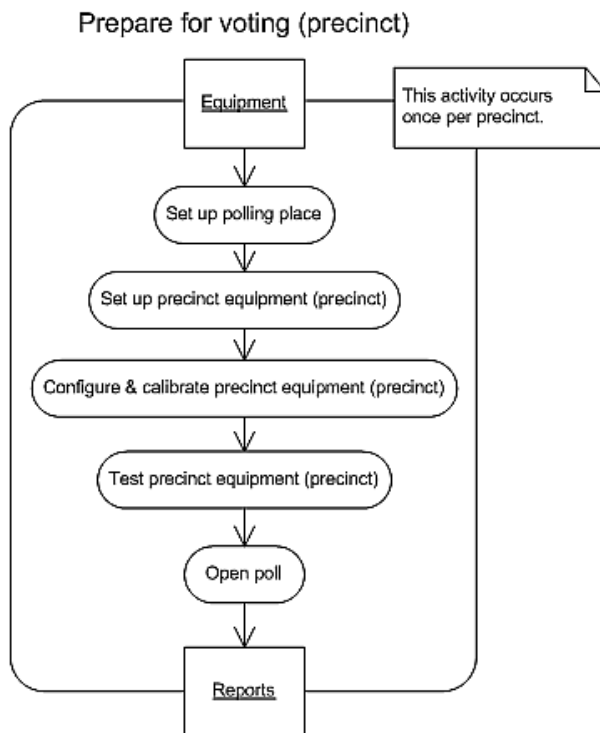 Prepare for voting (precinct)
Equipment
This activity occurs
once per precinct.
Set up polling place
Set up precinct equipment (precinct)
Configure & calibrate precinct equipment (precinct)
Test precinct equipment (precinct)
Open poll
Reports